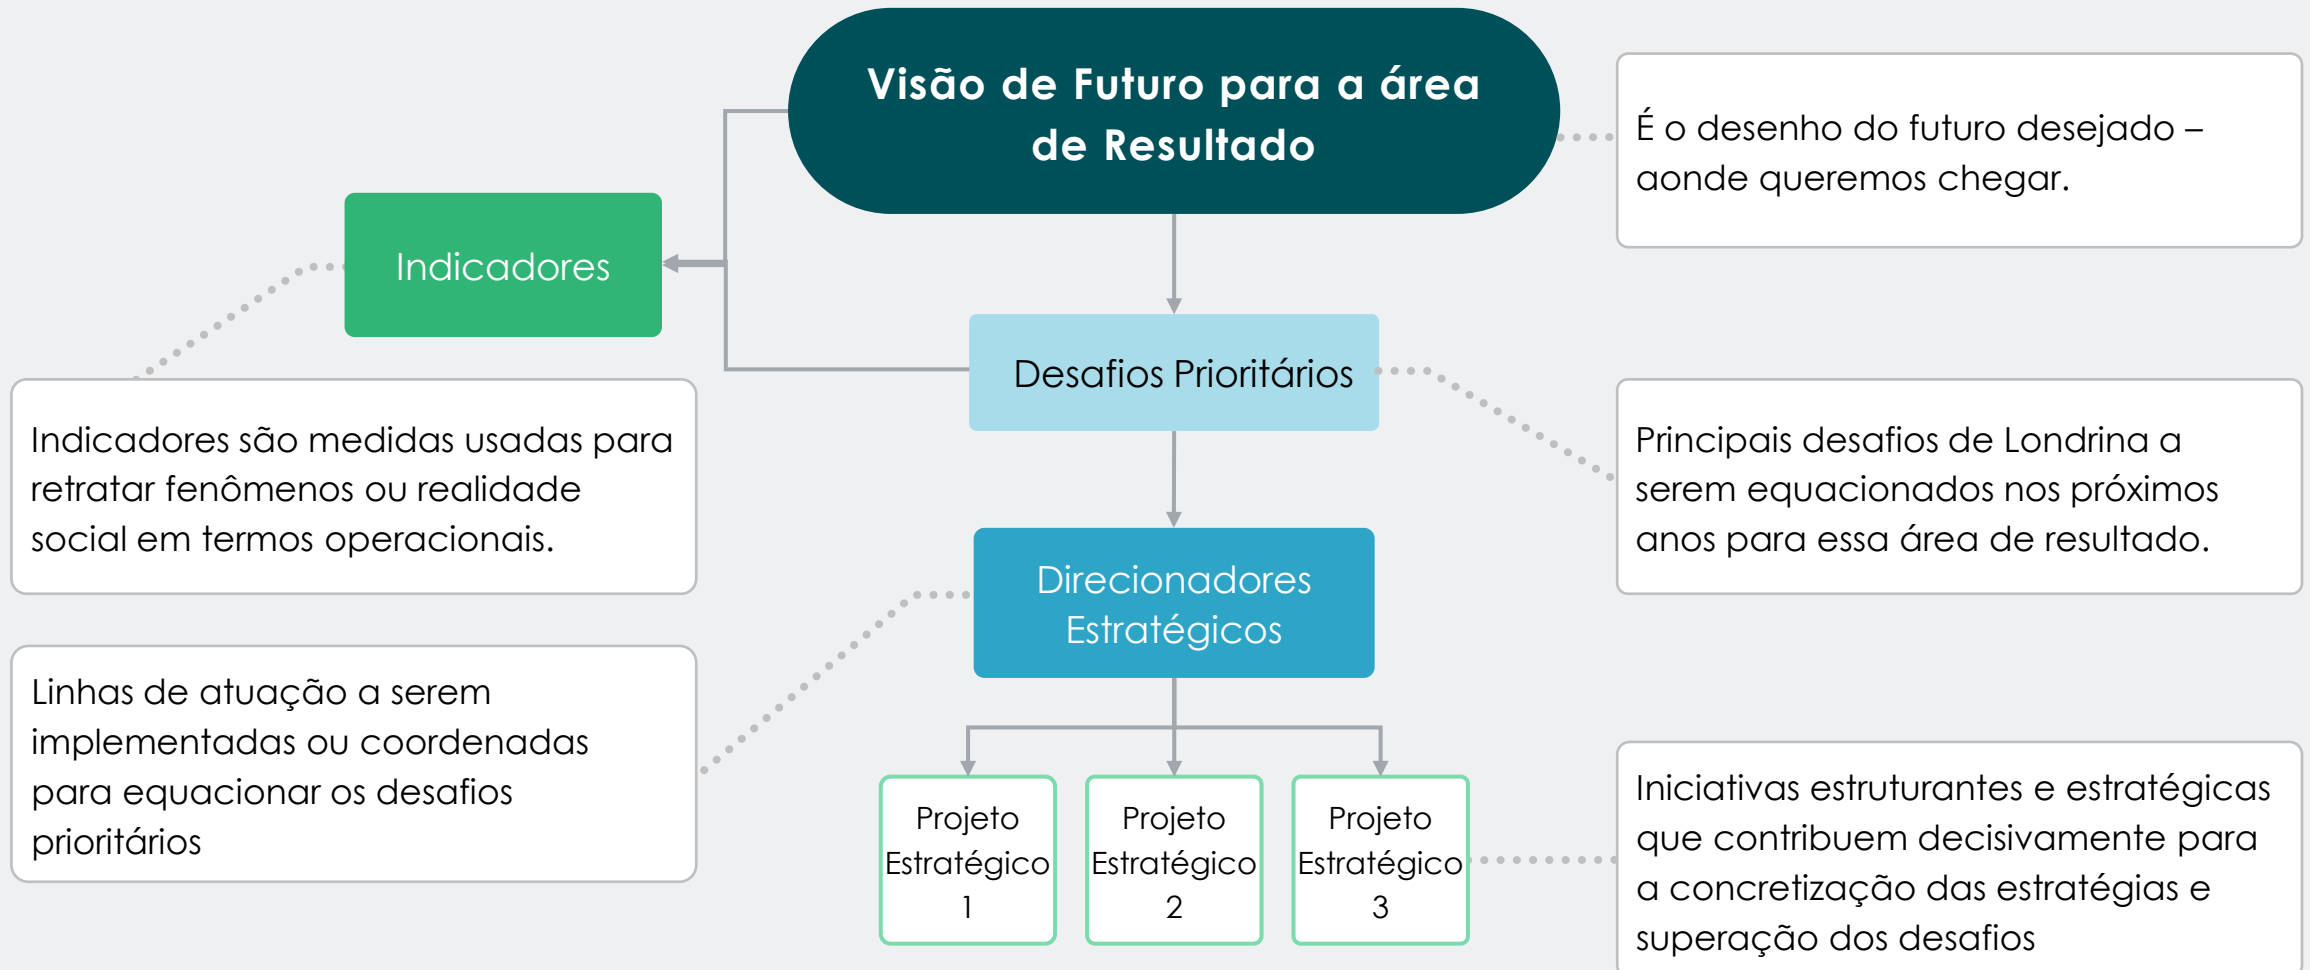 Visão de Futuro para a área
de Resultado
É o desenho do futuro desejado –
aonde queremos chegar.
Indicadores
Desafios Prioritários
Indicadores são medidas usadas para
retratar fenômenos ou realidade
social em termos operacionais.
Principais desafios de Londrina a
serem equacionados nos próximos
anos para essa área de resultado.
Direcionadores
Estratégicos
Linhas de atuação a serem
implementadas ou coordenadas
para equacionar os desafios
prioritários
Projeto
Estratégico
1
Projeto
Estratégico
2
Projeto
Estratégico
3
Iniciativas estruturantes e estratégicas
que contribuem decisivamente para
a concretização das estratégias e
superação dos desafios